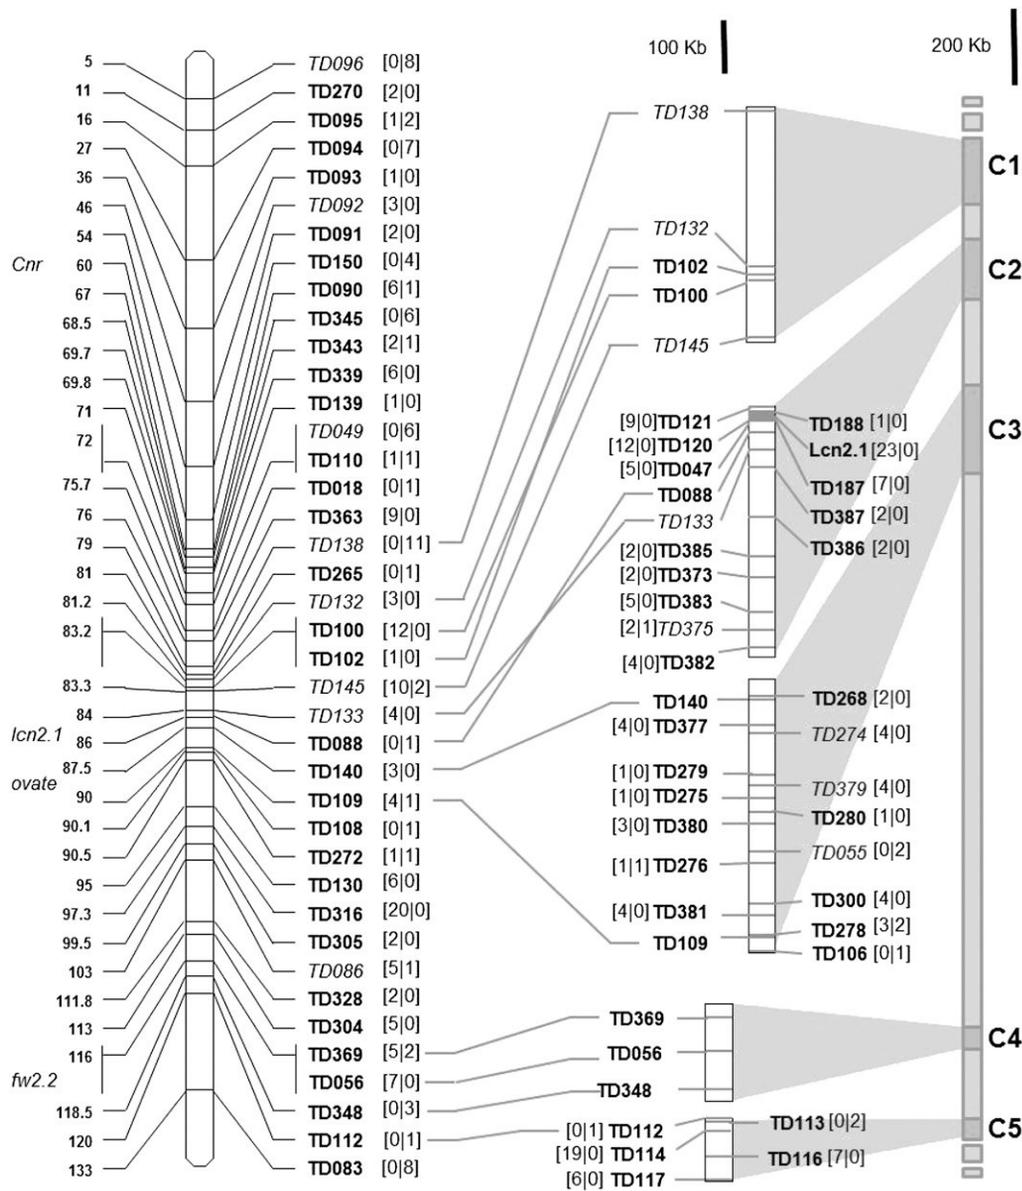 100 Kb
200 Kb
5 TD096 [0|8]
11 TD270 [2|0]
16 TD095 [1|2]
27 TD094 [0|7]
36 TD093 [1|0]
46 TD092 [3|0]
54 TD091 [2|0]
Cnr 60 TD150 [0|4]
67 TD090 [6|1]
68.5 TD345 [0|6]
69.7 TD343 [2|1]
69.8 TD339 [6|0]
71 TD139 [1|0]
72 TD049 [0|6]
TD110 [1|1]
75.7 TD018 [0|1]
76 TD363 [9|0]
79 TD138 [0|11]
81 TD265 [0|1]
81.2 TD132 [3|0]
83.2 TD100 [12|0]
TD102 [1|0]
83.3 TD145 [10|2]
84 TD133 [4|0]
lcn2.1 86 TD088 [0|1]
87.5 TD140 [3|0]
ovate 90 TD109 [4|1]
90.1 TD108 [0|1]
90.5 TD272 [1|1]
95 TD130 [6|0]
97.3 TD316 [20|0]
99.5 TD305 [2|0]
103 TD086 [5|1]
111.8 TD328 [2|0]
113 TD304 [5|0]
116 TD369 [5|2]
fw2.2 TD056 [7|0]
118.5 TD348 [0|3]
120 TD112 [0|1]
133 TD083 [0|8]
TD138
TD132
TD102
TD100
TD145
[9|0]TD121 TD188 [1|0]
[12|0]TD120 Lcn2.1 [23|0]
[5|0]TD047 TD187 [7|0]
TD088 TD387 [2|0]
TD133 TD386 [2|0]
[2|0]TD385
[2|0]TD373
[5|0]TD383
[2|1]TD375
[4|0]TD382
TD140 TD268 [2|0]
[4|0] TD377 TD274 [4|0]
[1|0] TD279 TD379 [4|0]
[1|0] TD275 TD280 [1|0]
[3|0] TD380 TD055 [0|2]
[1|1] TD276
[4|0] TD381 TD300 [4|0]
TD109 TD278 [3|2]
TD106 [0|1]
TD369
TD056
TD348
[0|1] TD112 TD113 [0|2]
[19|0] TD114 TD116 [7|0]
[6|0] TD117
C1
C2
C3
C4
C5